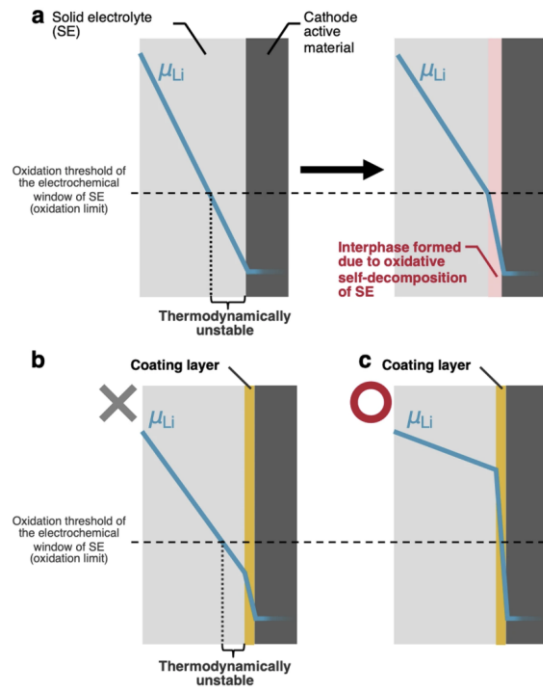 a
Solid electrolyte
(SE)
Cathode
active
material
μLi
μLi
Oxidation threshold of
the electrochemical
window of SE
(oxidation limit)
Interphase formed
due to oxidative
self-decomposition
of SE
Thermodynamically
unstable
b
Coating layer
c
Coating layer
μLi
μLi
Oxidation threshold of
the electrochemical
window of SE
(oxidation limit)
Thermodynamically
unstable